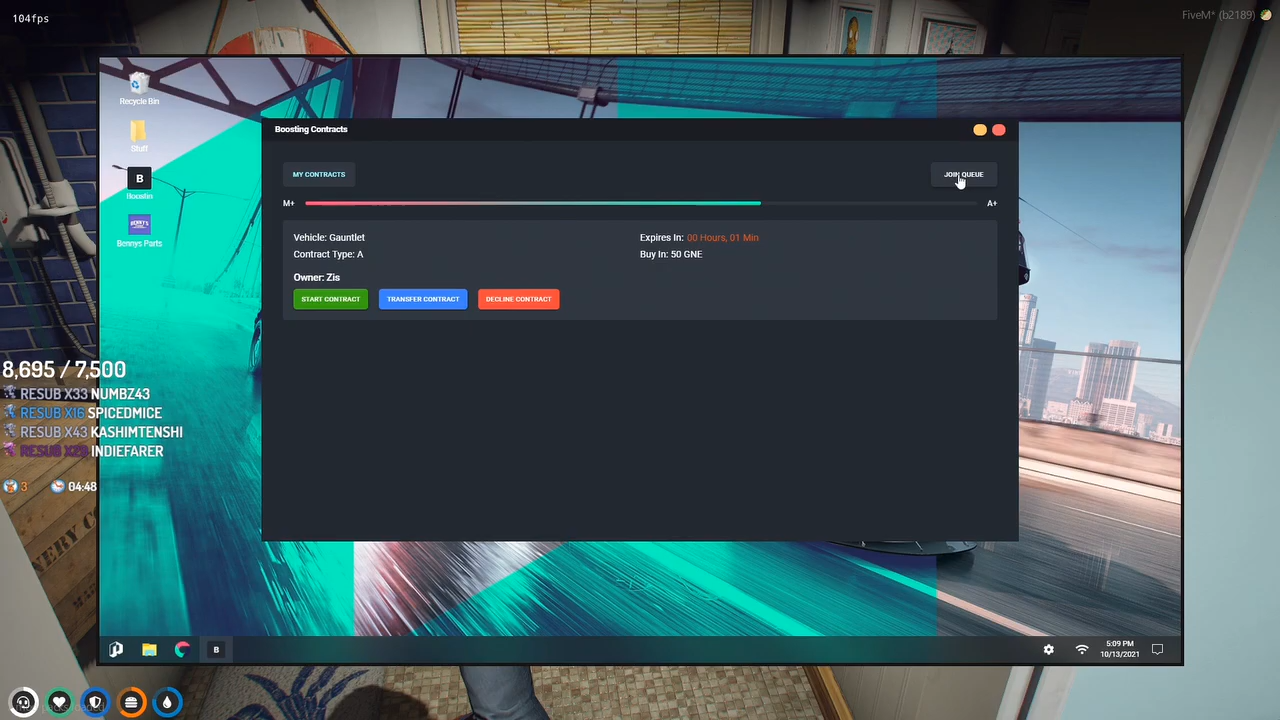 104fps
FiveM* (b2189)
Recycle Bin
Stuff
B
Boostin
BENNY'S
Bennys Parts
Boosting Contracts
MY CONTRACTS
JOIN QUEUE
M+
A+
Vehicle: Gauntlet
Expires In: 00 Hours, 01 Min
Contract Type: A
Buy In: 50 GNE
Owner: Zis
START CONTRACT
TRANSFER CONTRACT
DECLINE CONTRACT
8,695 / 7,500
RESUB X33 NUMBZ43
RESUB X16 SPICEDMICE
RESUB X43 KASHIMTENSHI
INDIEFARER
3
04:48
B
5:09 PM
10/13/2021